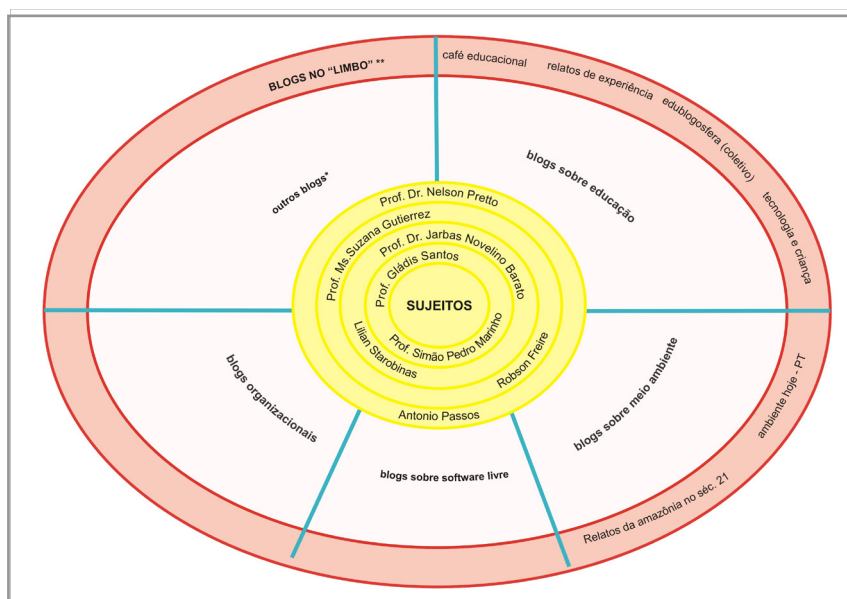 BLOGS NO “LIMBO” **
café educacional
relatos de experiência
edublogosfera (coletivo)
tecnologia e criança
outros blogs*
blogs sobre educação
Prof. Dr. Nelson Pretto
Prof. Ms.Suzana Gutierrez
Prof. Dr. Jarbas Novelino Barato
Prof. Gládis Santos
SUJEITOS
Prof. Simão Pedro Marinho
Lilian Starobinas
Robson Freire
Antonio Passos
blogs organizacionais
blogs sobre software livre
blogs sobre meio ambiente
ambiente hoje - PT
Relatos da amazônia no séc. 21